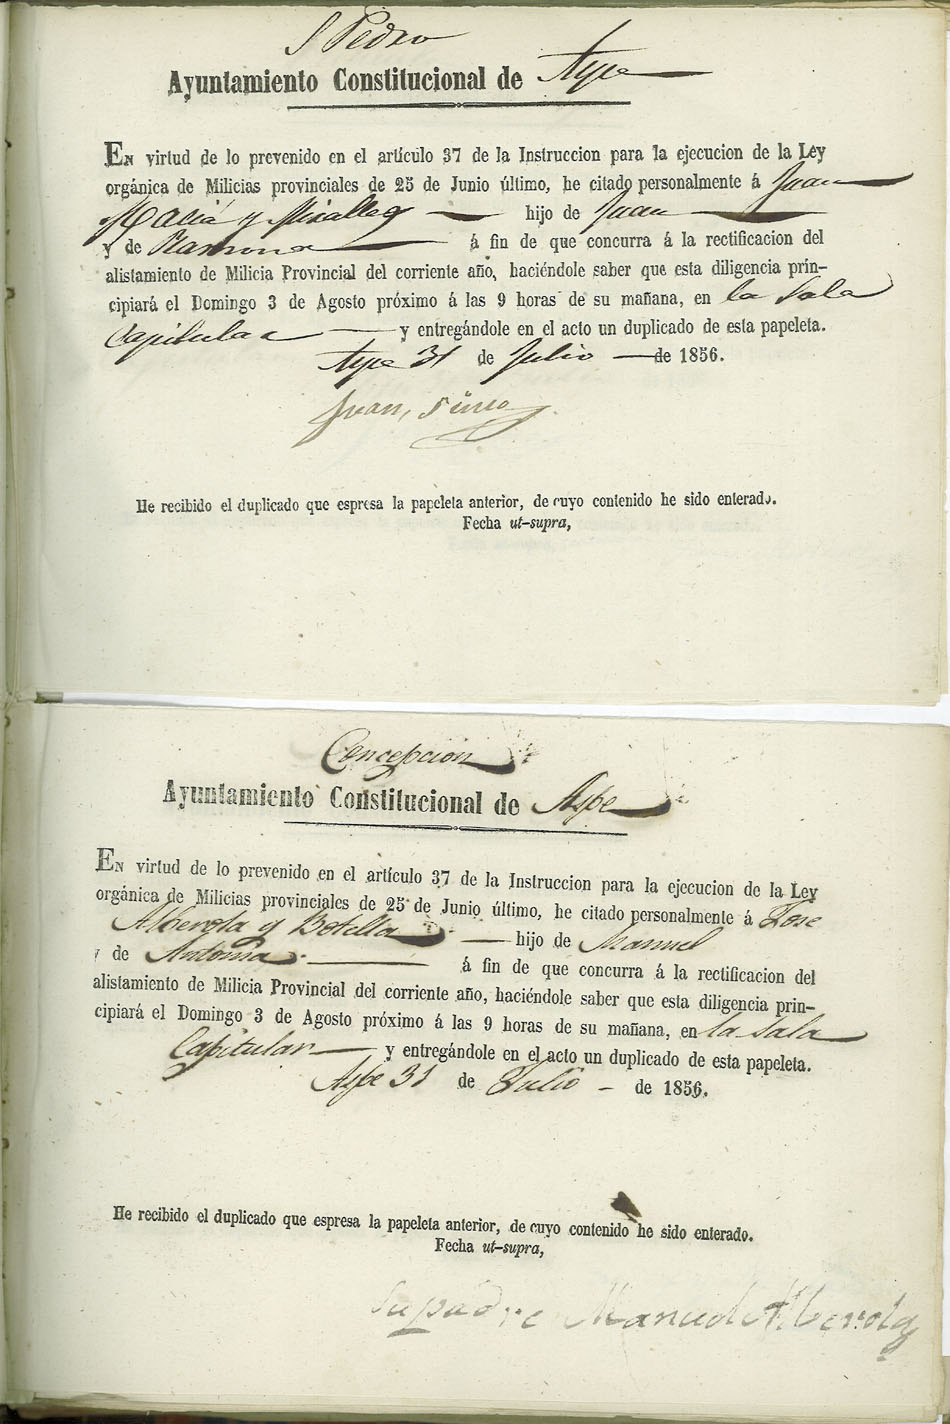 S Pedro
Ayuntamiento Constitucional de Aspe
En virtud de lo prevenido en el artículo 37 de la Instruccion para la ejecucion de la Ley
orgánica de Milicias provinciales de 25 de Junio último, he citado personalmente á Juan
Maciá y Miralles hijo de Juan
y de Ramona á fin de que concurra á la rectificacion del
alistamiento de Milicia Provincial del corriente año, haciéndole saber que esta diligencia prin-
cipiará el Domingo 3 de Agosto próximo á las 9 horas de su mañana, en la Sala
Capitular y entregándole en el acto un duplicado de esta papeleta.
Aspe 31 de Julio de 1856.
Juan,
He recibido el duplicado que espresa la papeleta anterior, de cuyo contenido he sido enterado.
Fecha ut-supra,
Concepcion
Ayuntamiento Constitucional de Aspe
En virtud de lo prevenido en el artículo 37 de la Instruccion para la ejecucion de la Ley
orgánica de Milicias provinciales de 25 de Junio último, he citado personalmente á Jose
Alberola y Botella hijo de Manuel
y de Antonia á fin de que concurra á la rectificacion del
alistamiento de Milicia Provincial del corriente año, haciéndole saber que esta diligencia prin-
cipiará el Domingo 3 de Agosto próximo á las 9 horas de su mañana, en la Sala
Capitular y entregándole en el acto un duplicado de esta papeleta.
Aspe 31 de Julio de 1856.
He recibido el duplicado que espresa la papeleta anterior, de cuyo contenido he sido enterado.
Fecha ut-supra,
Su padre Manuel Alberola